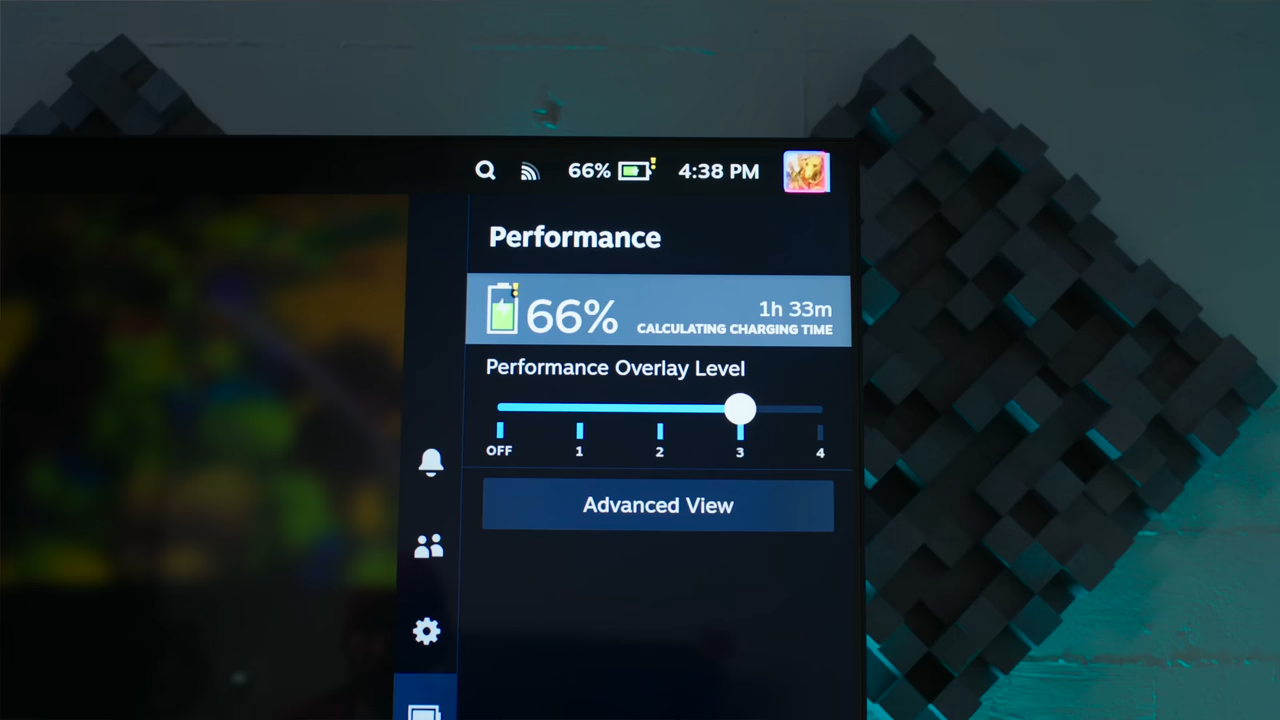 66% 4:38 PM
Performance
66%
1h 33m
CALCULATING CHARGING TIME
Performance Overlay Level
OFF 1 2 3 4
Advanced View